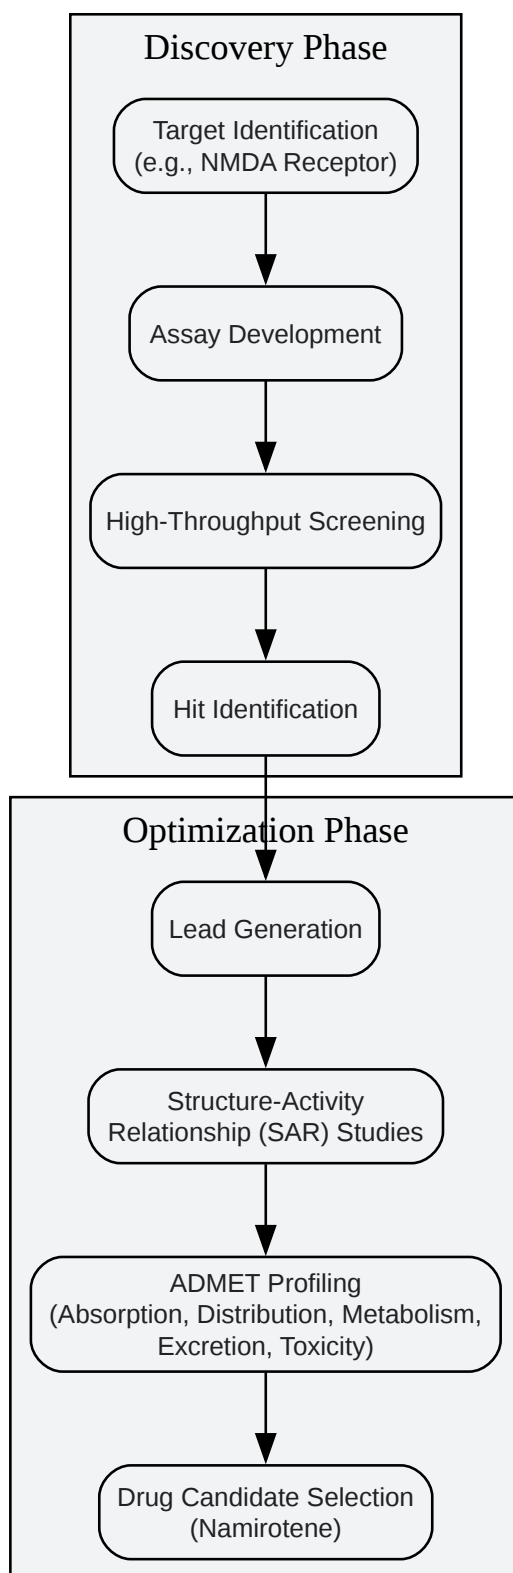 Discovery Phase
Target Identification
(e.g., NMDA Receptor)
Assay Development
High-Throughput Screening
Hit Identification
Optimization Phase
Lead Generation
Structure-Activity
Relationship (SAR) Studies
ADMET Profiling
(Absorption, Distribution, Metabolism,
Excretion, Toxicity)
Drug Candidate Selection
(Namirotene)